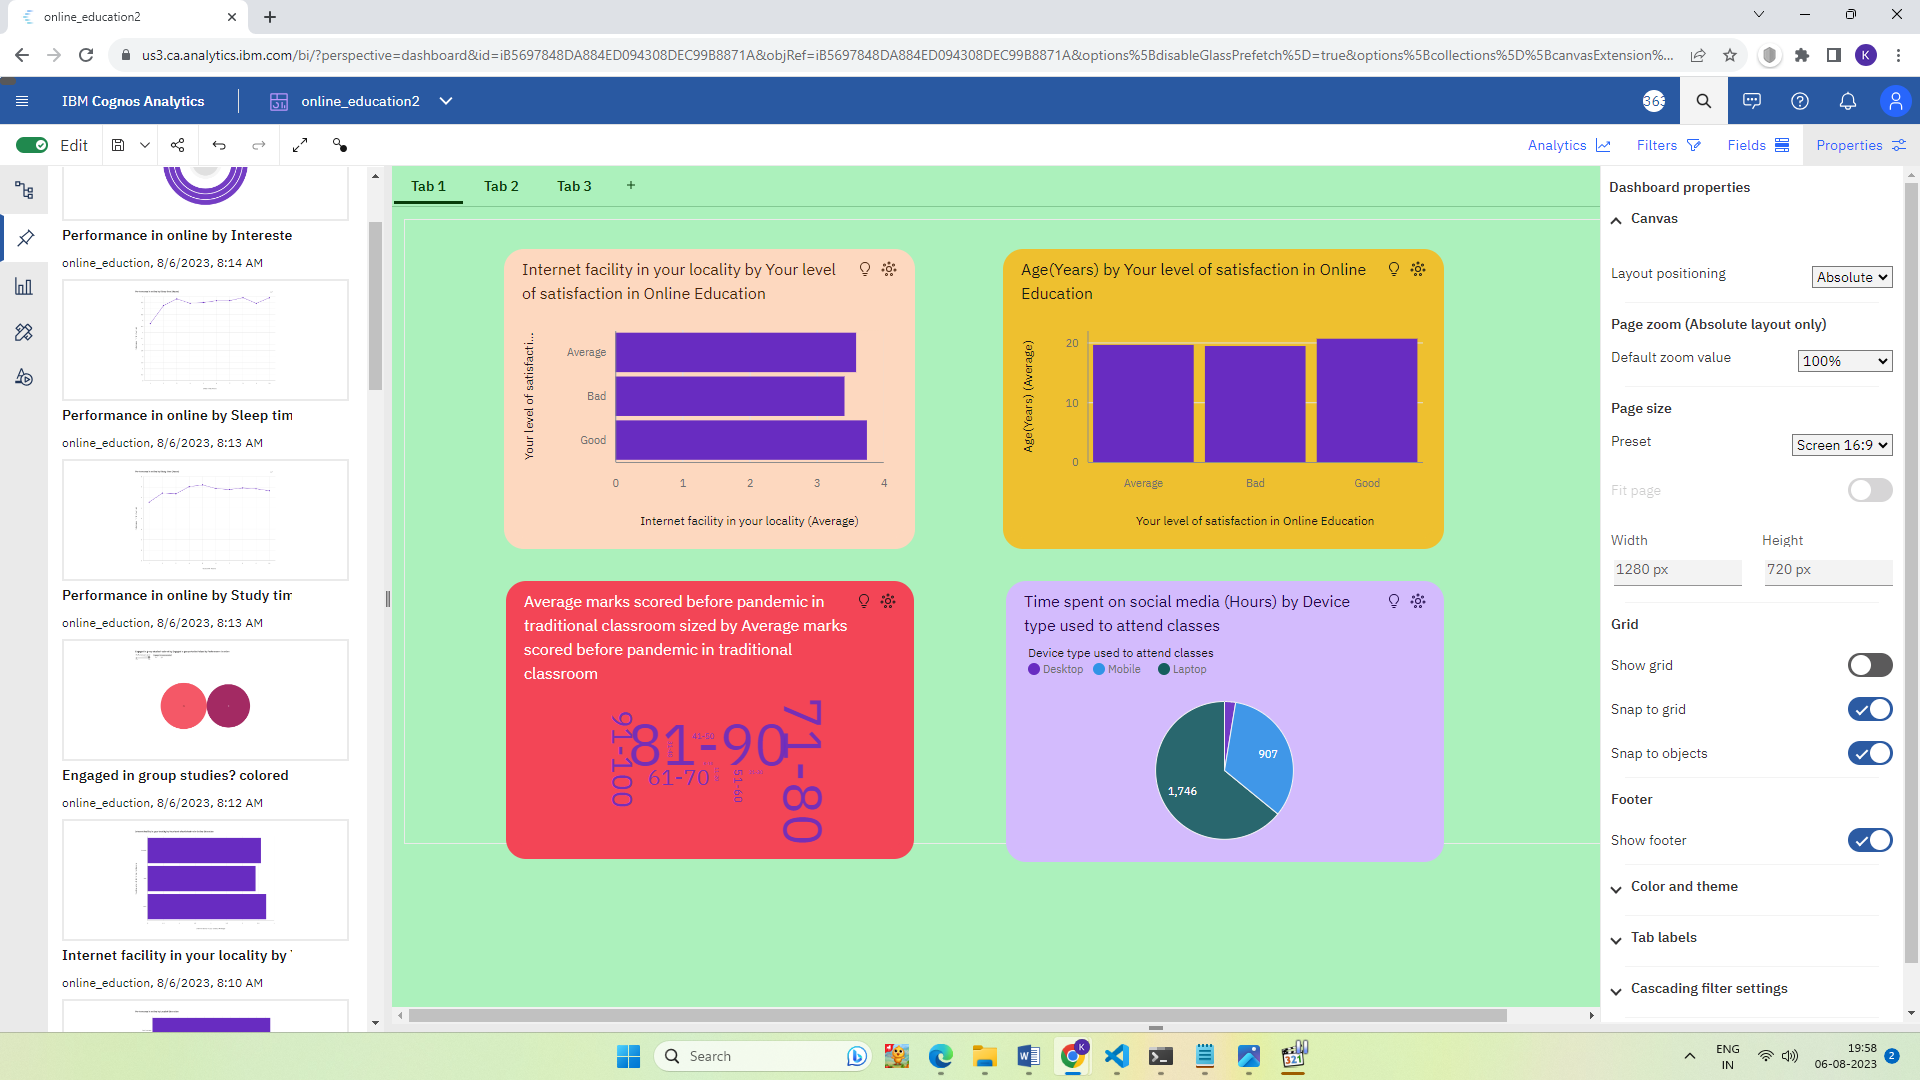 online_education2
us3.ca.analytics.ibm.com/bi/?perspective=dashboard&id=iB5697848DA884ED094308DEC99B8871A&objRef=iB5697848DA884ED094308DEC99B8871A&options%5BdisableGlassPrefetch%5D=true&options%5Bcollections%5D%5BcanvasExtension%...
K
IBM Cognos Analytics
online_education2
363
Edit
Analytics
Filters
Fields
Properties
Performance in online by Intereste
online_eduction, 8/6/2023, 8:14 AM
Performance in online by Sleep tim
online_eduction, 8/6/2023, 8:13 AM
Performance in online by Study tim
online_eduction, 8/6/2023, 8:13 AM
Engaged in group studies? colored
online_eduction, 8/6/2023, 8:12 AM
Internet facility in your locality by
online_eduction, 8/6/2023, 8:10 AM
Tab 1
Tab 2
Tab 3
Internet facility in your locality by Your level
of satisfaction in Online Education
Your level of satisfacti...
Average
Bad
Good
0 1 2 3 4
Internet facility in your locality (Average)
Age(Years) by Your level of satisfaction in Online
Education
Age(Years) (Average)
20
10
0
Average Bad Good
Your level of satisfaction in Online Education
Average marks scored before pandemic in
traditional classroom sized by Average marks
scored before pandemic in traditional
classroom
91-100
81-90
71-80
41-50
61-70
51-60
Time spent on social media (Hours) by Device
type used to attend classes
Device type used to attend classes
Desktop Mobile Laptop
907
1,746
Dashboard properties
Canvas
Layout positioning
Absolute
Page zoom (Absolute layout only)
Default zoom value
100%
Page size
Preset
Screen 16:9
Fit page
Width
Height
1280 px
720 px
Grid
Show grid
Snap to grid
Snap to objects
Footer
Show footer
Color and theme
Tab labels
Cascading filter settings
Search
K
321
ENG
IN
19:58
06-08-2023
2